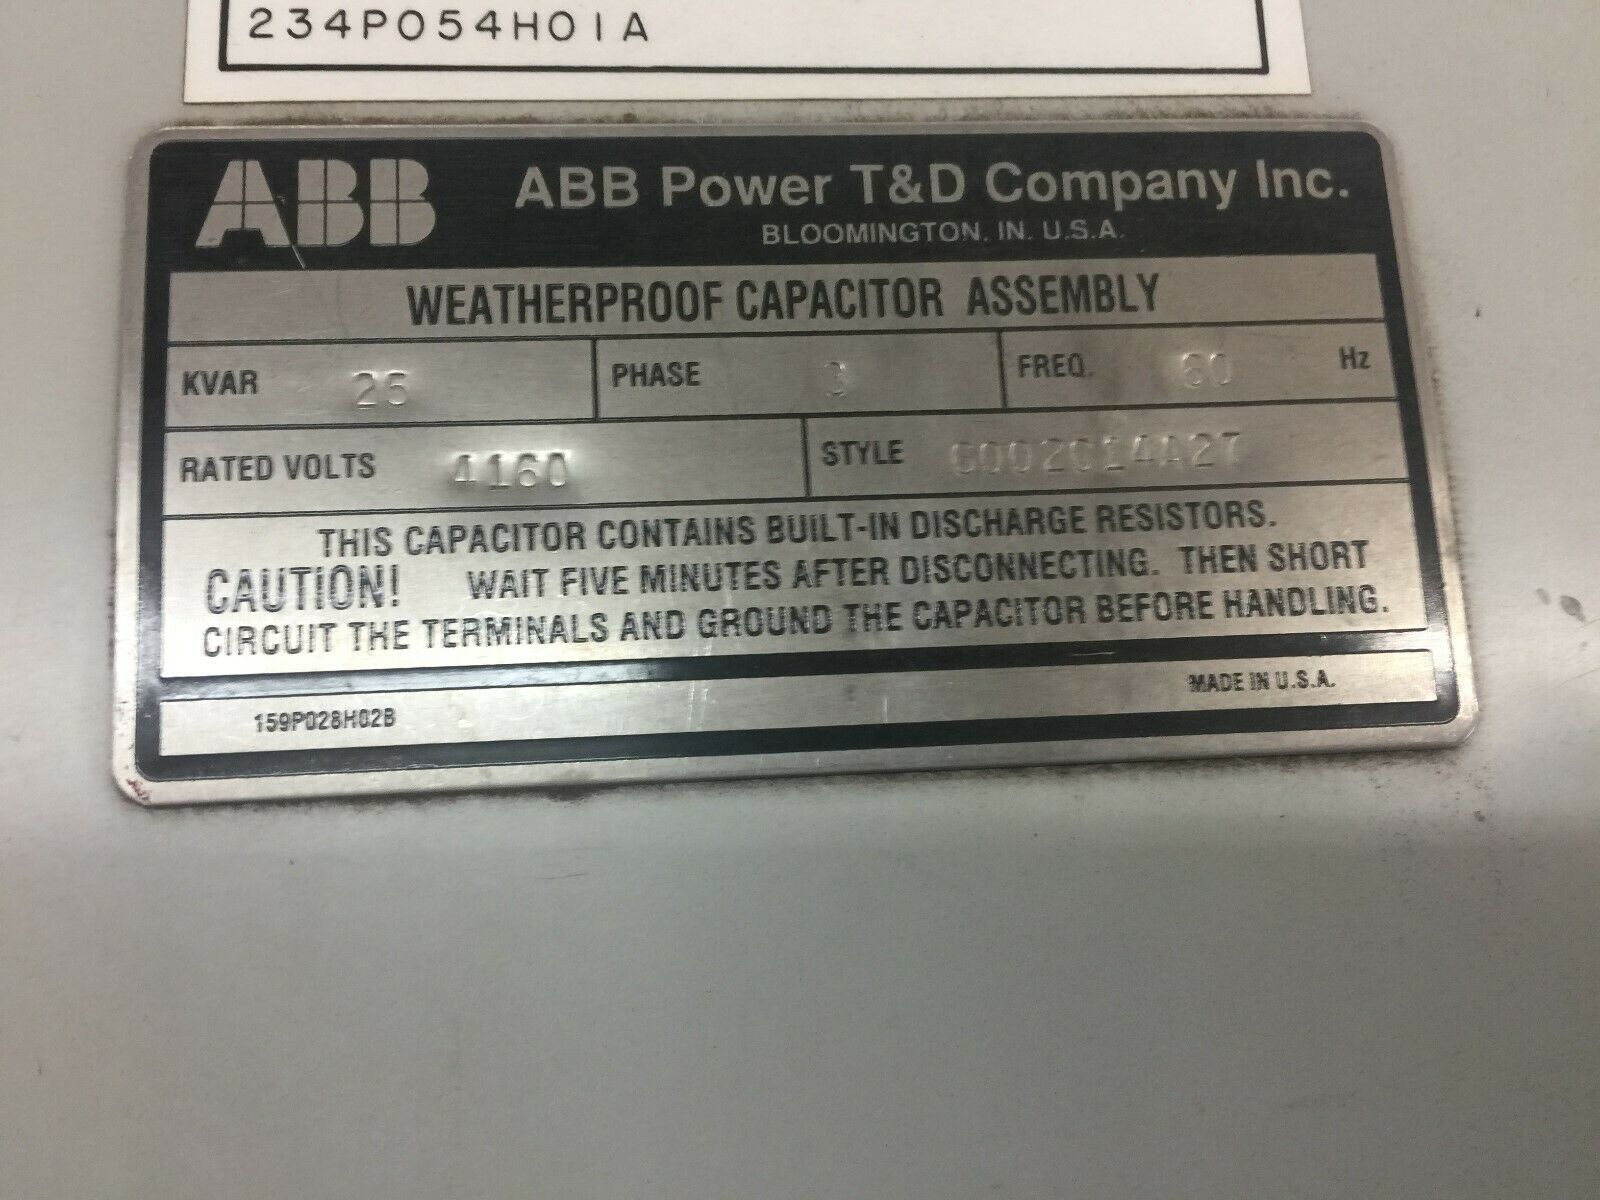 234P054H01A
ABB ABB Power T&D Company Inc.
BLOOMINGTON, IN. U.S.A.
WEATHERPROOF CAPACITOR ASSEMBLY
KVAR 25 PHASE 3 FREQ. 60 Hz
RATED VOLTS 4160 STYLE
THIS CAPACITOR CONTAINS BUILT-IN DISCHARGE RESISTORS.
CAUTION! WAIT FIVE MINUTES AFTER DISCONNECTING. THEN SHORT
CIRCUIT THE TERMINALS AND GROUND THE CAPACITOR BEFORE HANDLING.
159P028H02B MADE IN U.S.A.